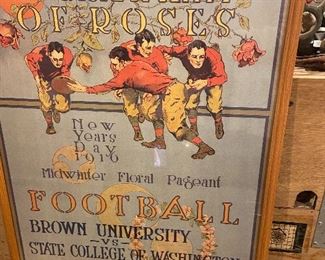 OF ROSES
New
Years
Day
1916
Midwinter Floral Pageant
FOOTBALL
BROWN UNIVERSITY
-VS-
STATE COLLEGE OF WASHINGTON